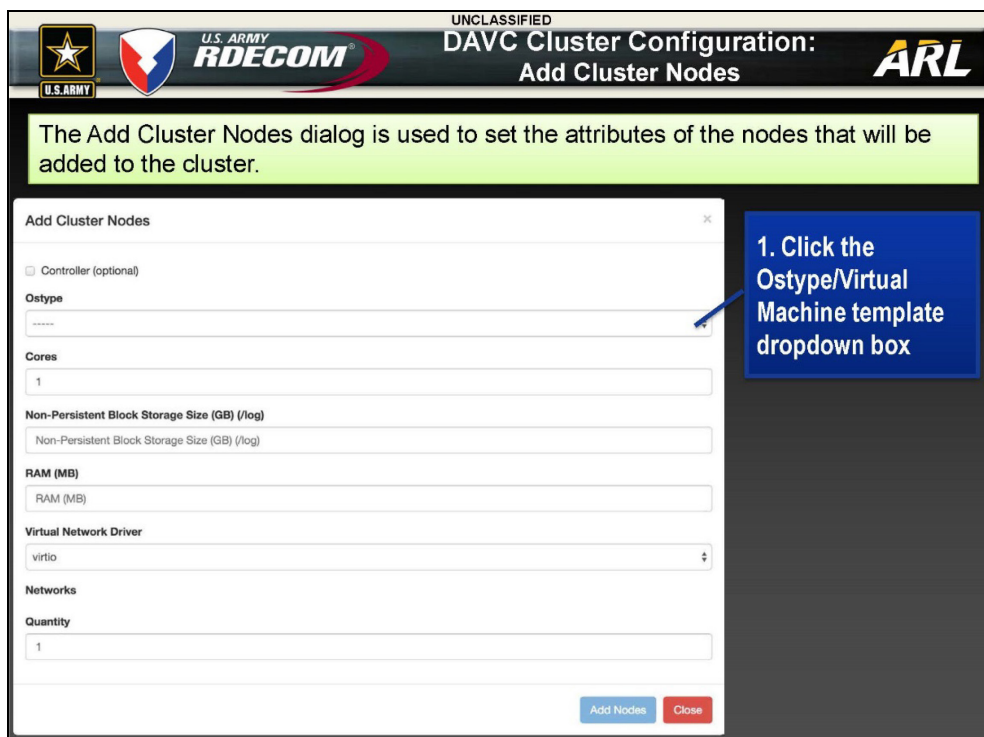 UNCLASSIFIED
U.S. ARMY
RDECOM®
DAVC Cluster Configuration:
Add Cluster Nodes
ARL
U.S.ARMY
The Add Cluster Nodes dialog is used to set the attributes of the nodes that will be
added to the cluster.
Add Cluster Nodes
×
Controller (optional)
Ostype
-----
Cores
1
Non-Persistent Block Storage Size (GB) (/log)
Non-Persistent Block Storage Size (GB) (/log)
RAM (MB)
RAM (MB)
Virtual Network Driver
virtio
Networks
Quantity
1
Add Nodes
Close
1. Click the
Ostype/Virtual
Machine template
dropdown box